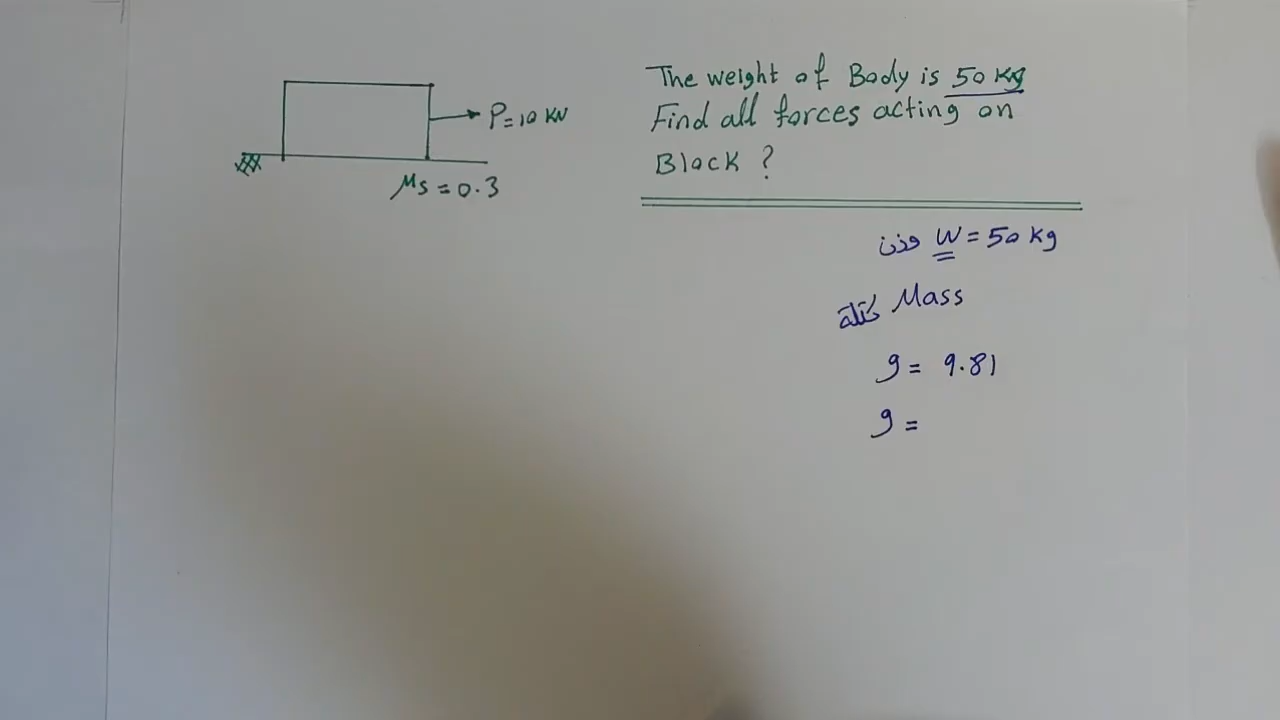 P=10 KN
μs = 0.3
The weight of Body is 50 Kg
Find all forces acting on
Block ?
وزن W = 50 Kg
كتلة Mass
g = 9.81
g =